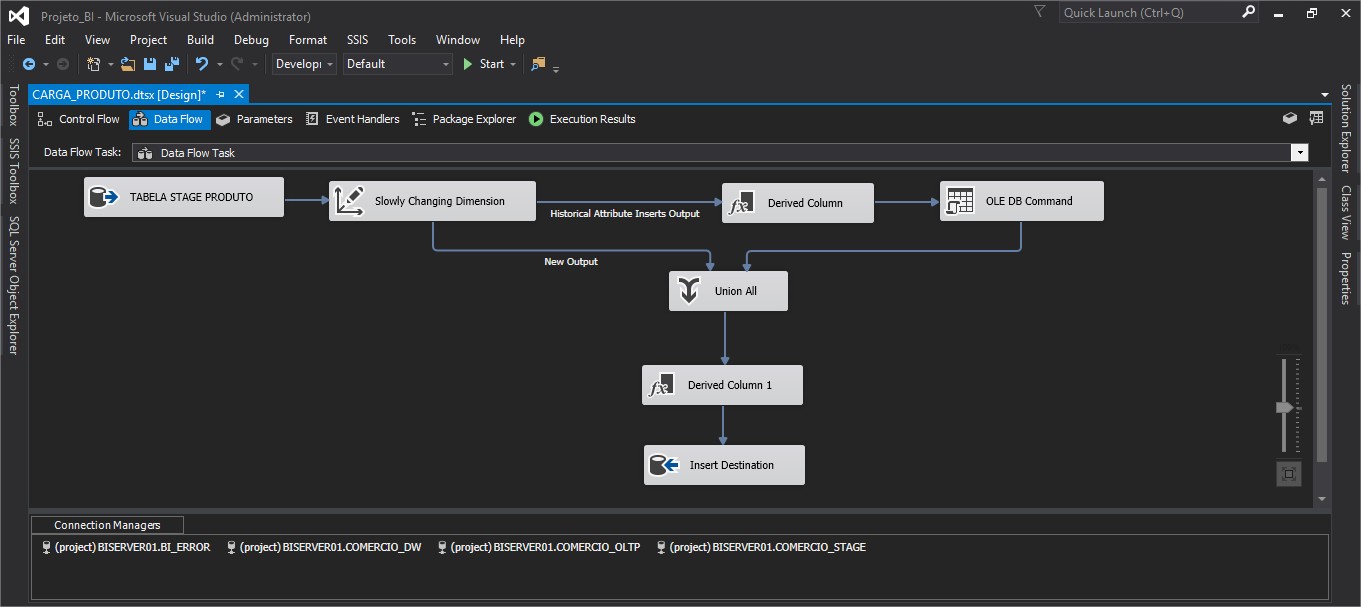 Projeto_BI - Microsoft Visual Studio (Administrator)
Quick Launch (Ctrl+Q)
File Edit View Project Build Debug Format SSIS Tools Window Help
Developı Default Start
CARGA_PRODUTO.dtsx [Design]*
Control Flow Data Flow Parameters Event Handlers Package Explorer Execution Results
Data Flow Task: Data Flow Task
Toolbox
SSIS Toolbox
SQL Server Object Explorer
TABELA STAGE PRODUTO
Slowly Changing Dimension
Historical Attribute Inserts Output
Derived Column
OLE DB Command
New Output
Union All
Derived Column 1
Insert Destination
Solution Explorer
Class View
Properties
Connection Managers
(project) BISERVER01.BI_ERROR (project) BISERVER01.COMERCIO_DW (project) BISERVER01.COMERCIO_OLTP (project) BISERVER01.COMERCIO_STAGE